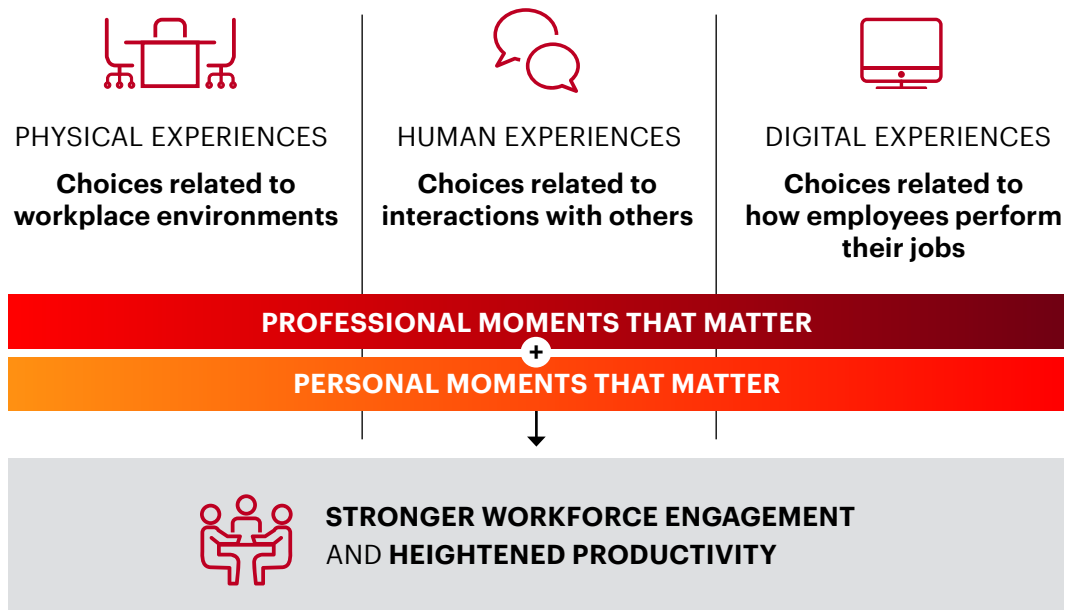 PHYSICAL EXPERIENCES
Choices related to
workplace environments
HUMAN EXPERIENCES
Choices related to
interactions with others
DIGITAL EXPERIENCES
Choices related to
how employees perform
their jobs
PROFESSIONAL MOMENTS THAT MATTER
+
PERSONAL MOMENTS THAT MATTER
STRONGER WORKFORCE ENGAGEMENT
AND HEIGHTENED PRODUCTIVITY